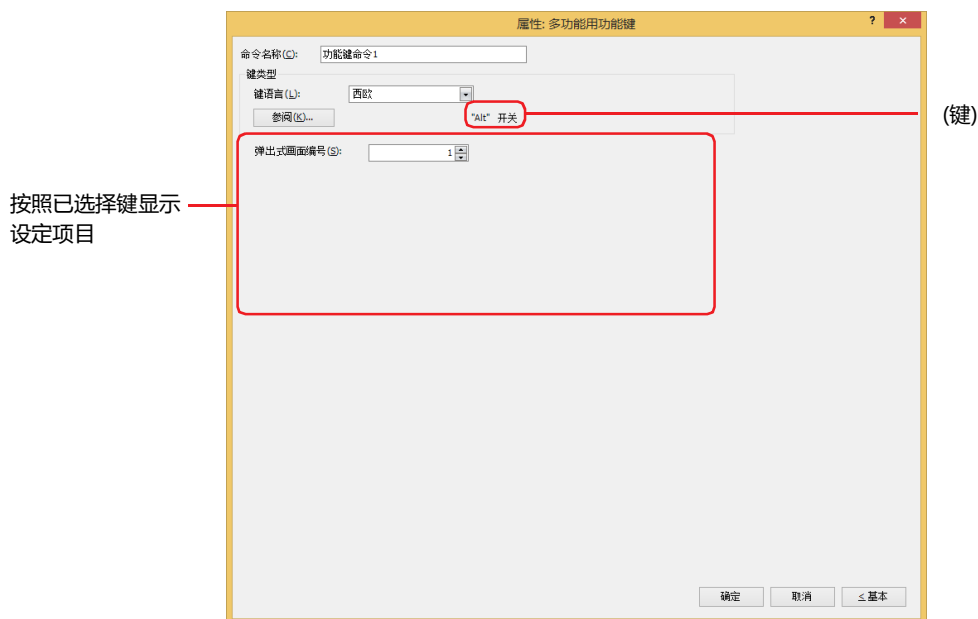 属性: 多功能用功能键
?
×
命令名称(C):
功能键命令1
键类型
键语言(L):
西欧
参阅(K)...
"Alt" 开关
(键)
弹出式画面编号(S):
1
按照已选择键显示
设定项目
确定
取消
≤基本